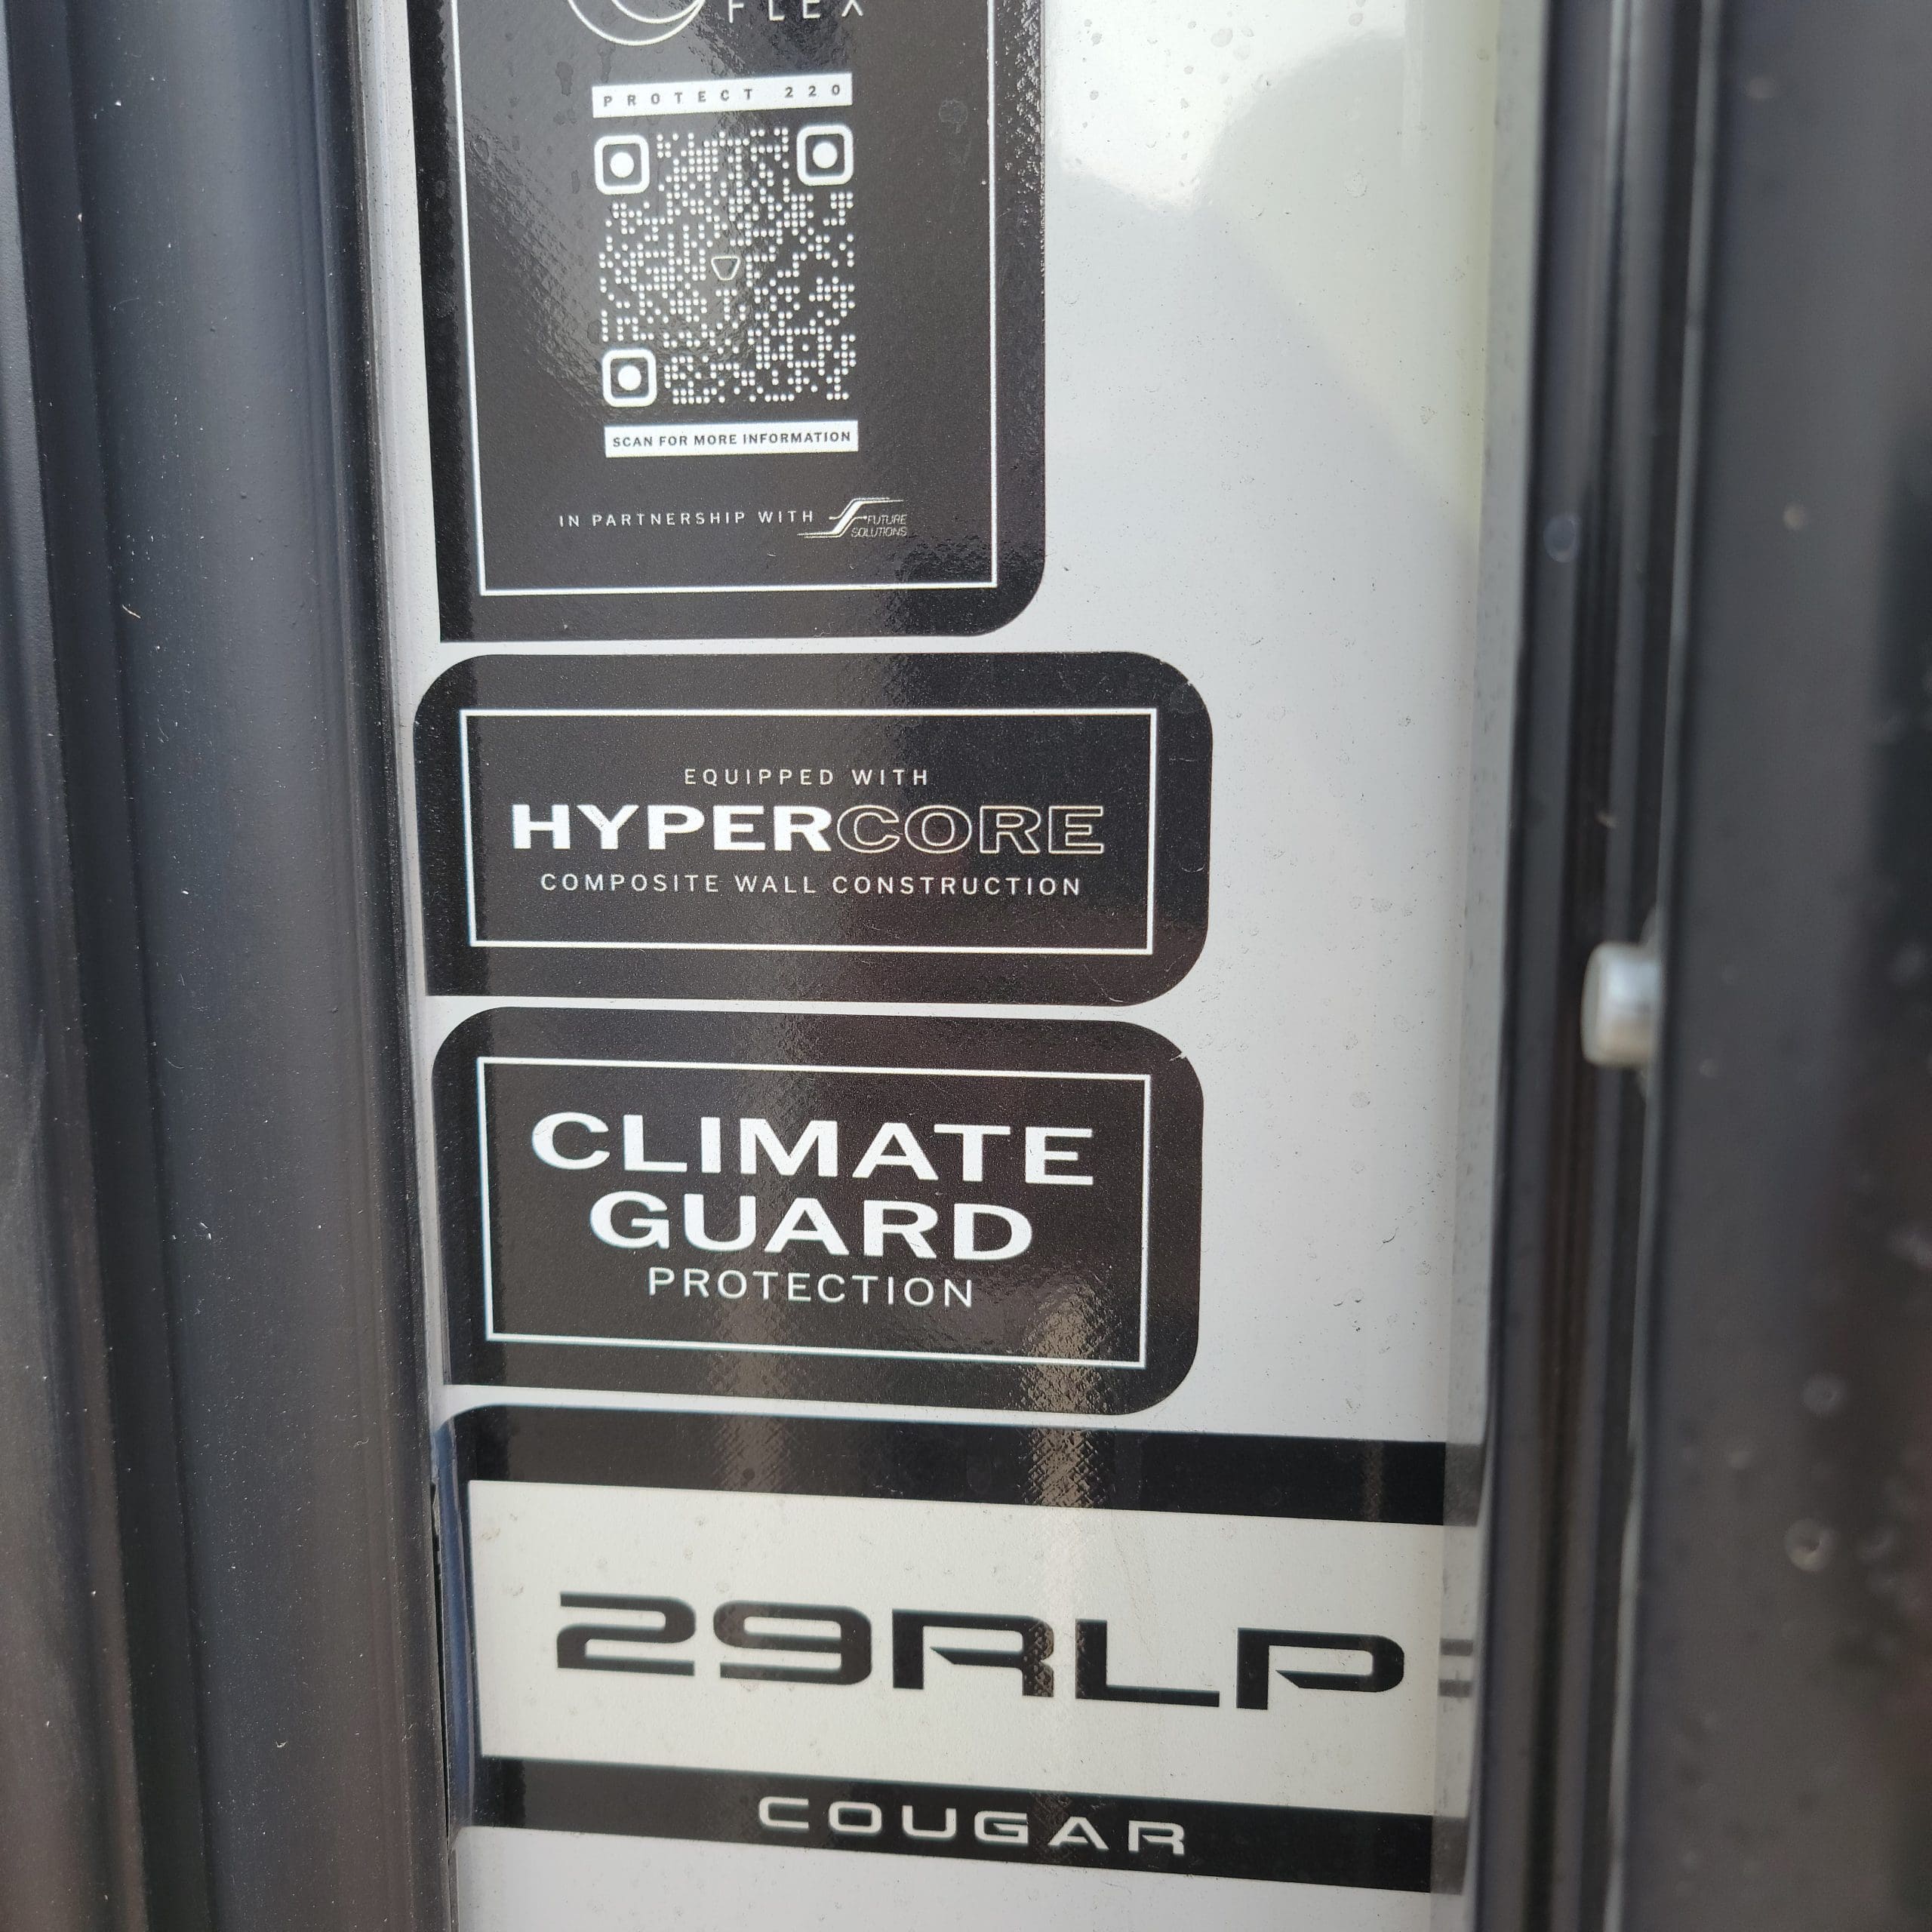 FLEX
PROTECT 220
SCAN FOR MORE INFORMATION
IN PARTNERSHIP WITH FUTURE SOLUTIONS
EQUIPPED WITH
HYPERCORE
COMPOSITE WALL CONSTRUCTION
CLIMATE
GUARD
PROTECTION
29RLP
COUGAR